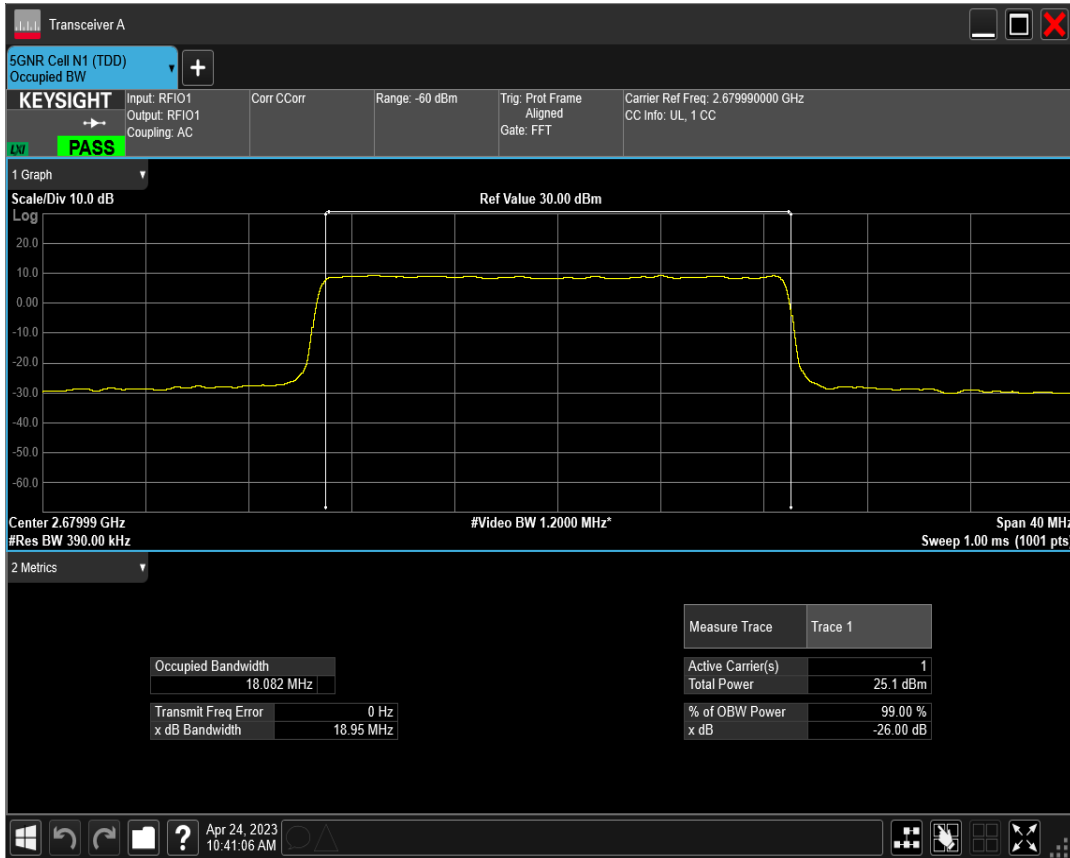 Transceiver A
5GNR Cell N1 (TDD)
Occupied BW
+
KEYSIGHT
LXI
PASS
Input: RFIO1
Output: RFIO1
Coupling: AC
Corr CCorr
Range: -60 dBm
Trig: Prot Frame
Aligned
Gate: FFT
Carrier Ref Freq: 2.679990000 GHz
CC Info: UL, 1 CC
1 Graph
Scale/Div 10.0 dB
Ref Value 30.00 dBm
Log
20.0
10.0
0.00
-10.0
-20.0
-30.0
-40.0
-50.0
-60.0
Center 2.67999 GHz
#Video BW 1.2000 MHz*
Span 40 MHz
#Res BW 390.00 kHz
Sweep 1.00 ms (1001 pts)
2 Metrics
Measure Trace Trace 1
Occupied Bandwidth
18.082 MHz
Active Carrier(s) 1
Total Power 25.1 dBm
Transmit Freq Error 0 Hz
x dB Bandwidth 18.95 MHz
% of OBW Power 99.00 %
x dB -26.00 dB
?
Apr 24, 2023
10:41:06 AM